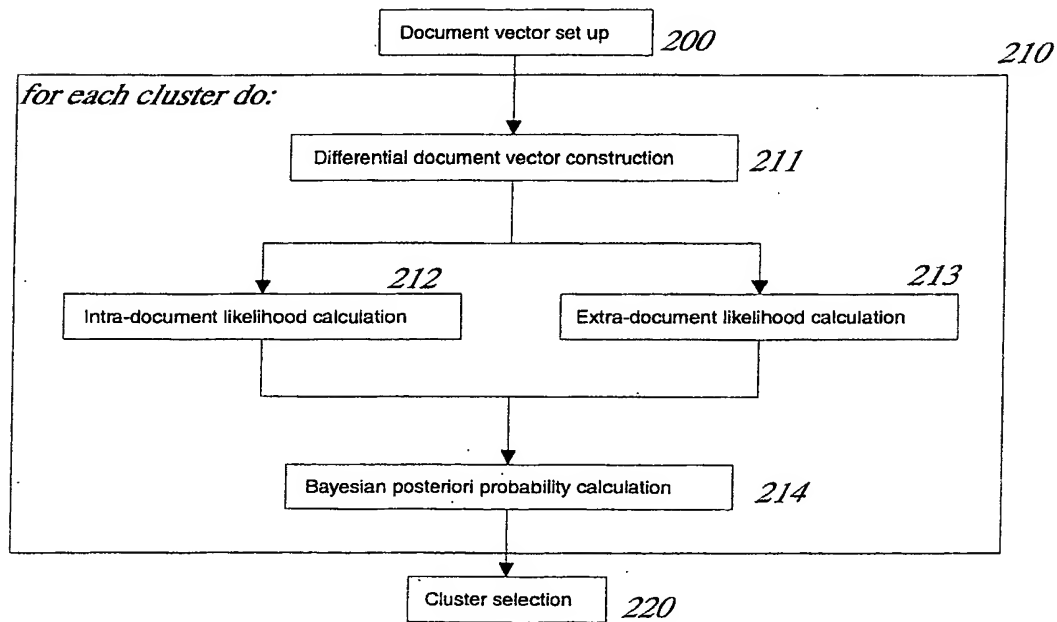 Document vector set up
200
210
for each cluster do:
Differential document vector construction
211
212
213
Intra-document likelihood calculation
Extra-document likelihood calculation
Bayesian posteriori probability calculation
214
Cluster selection
220